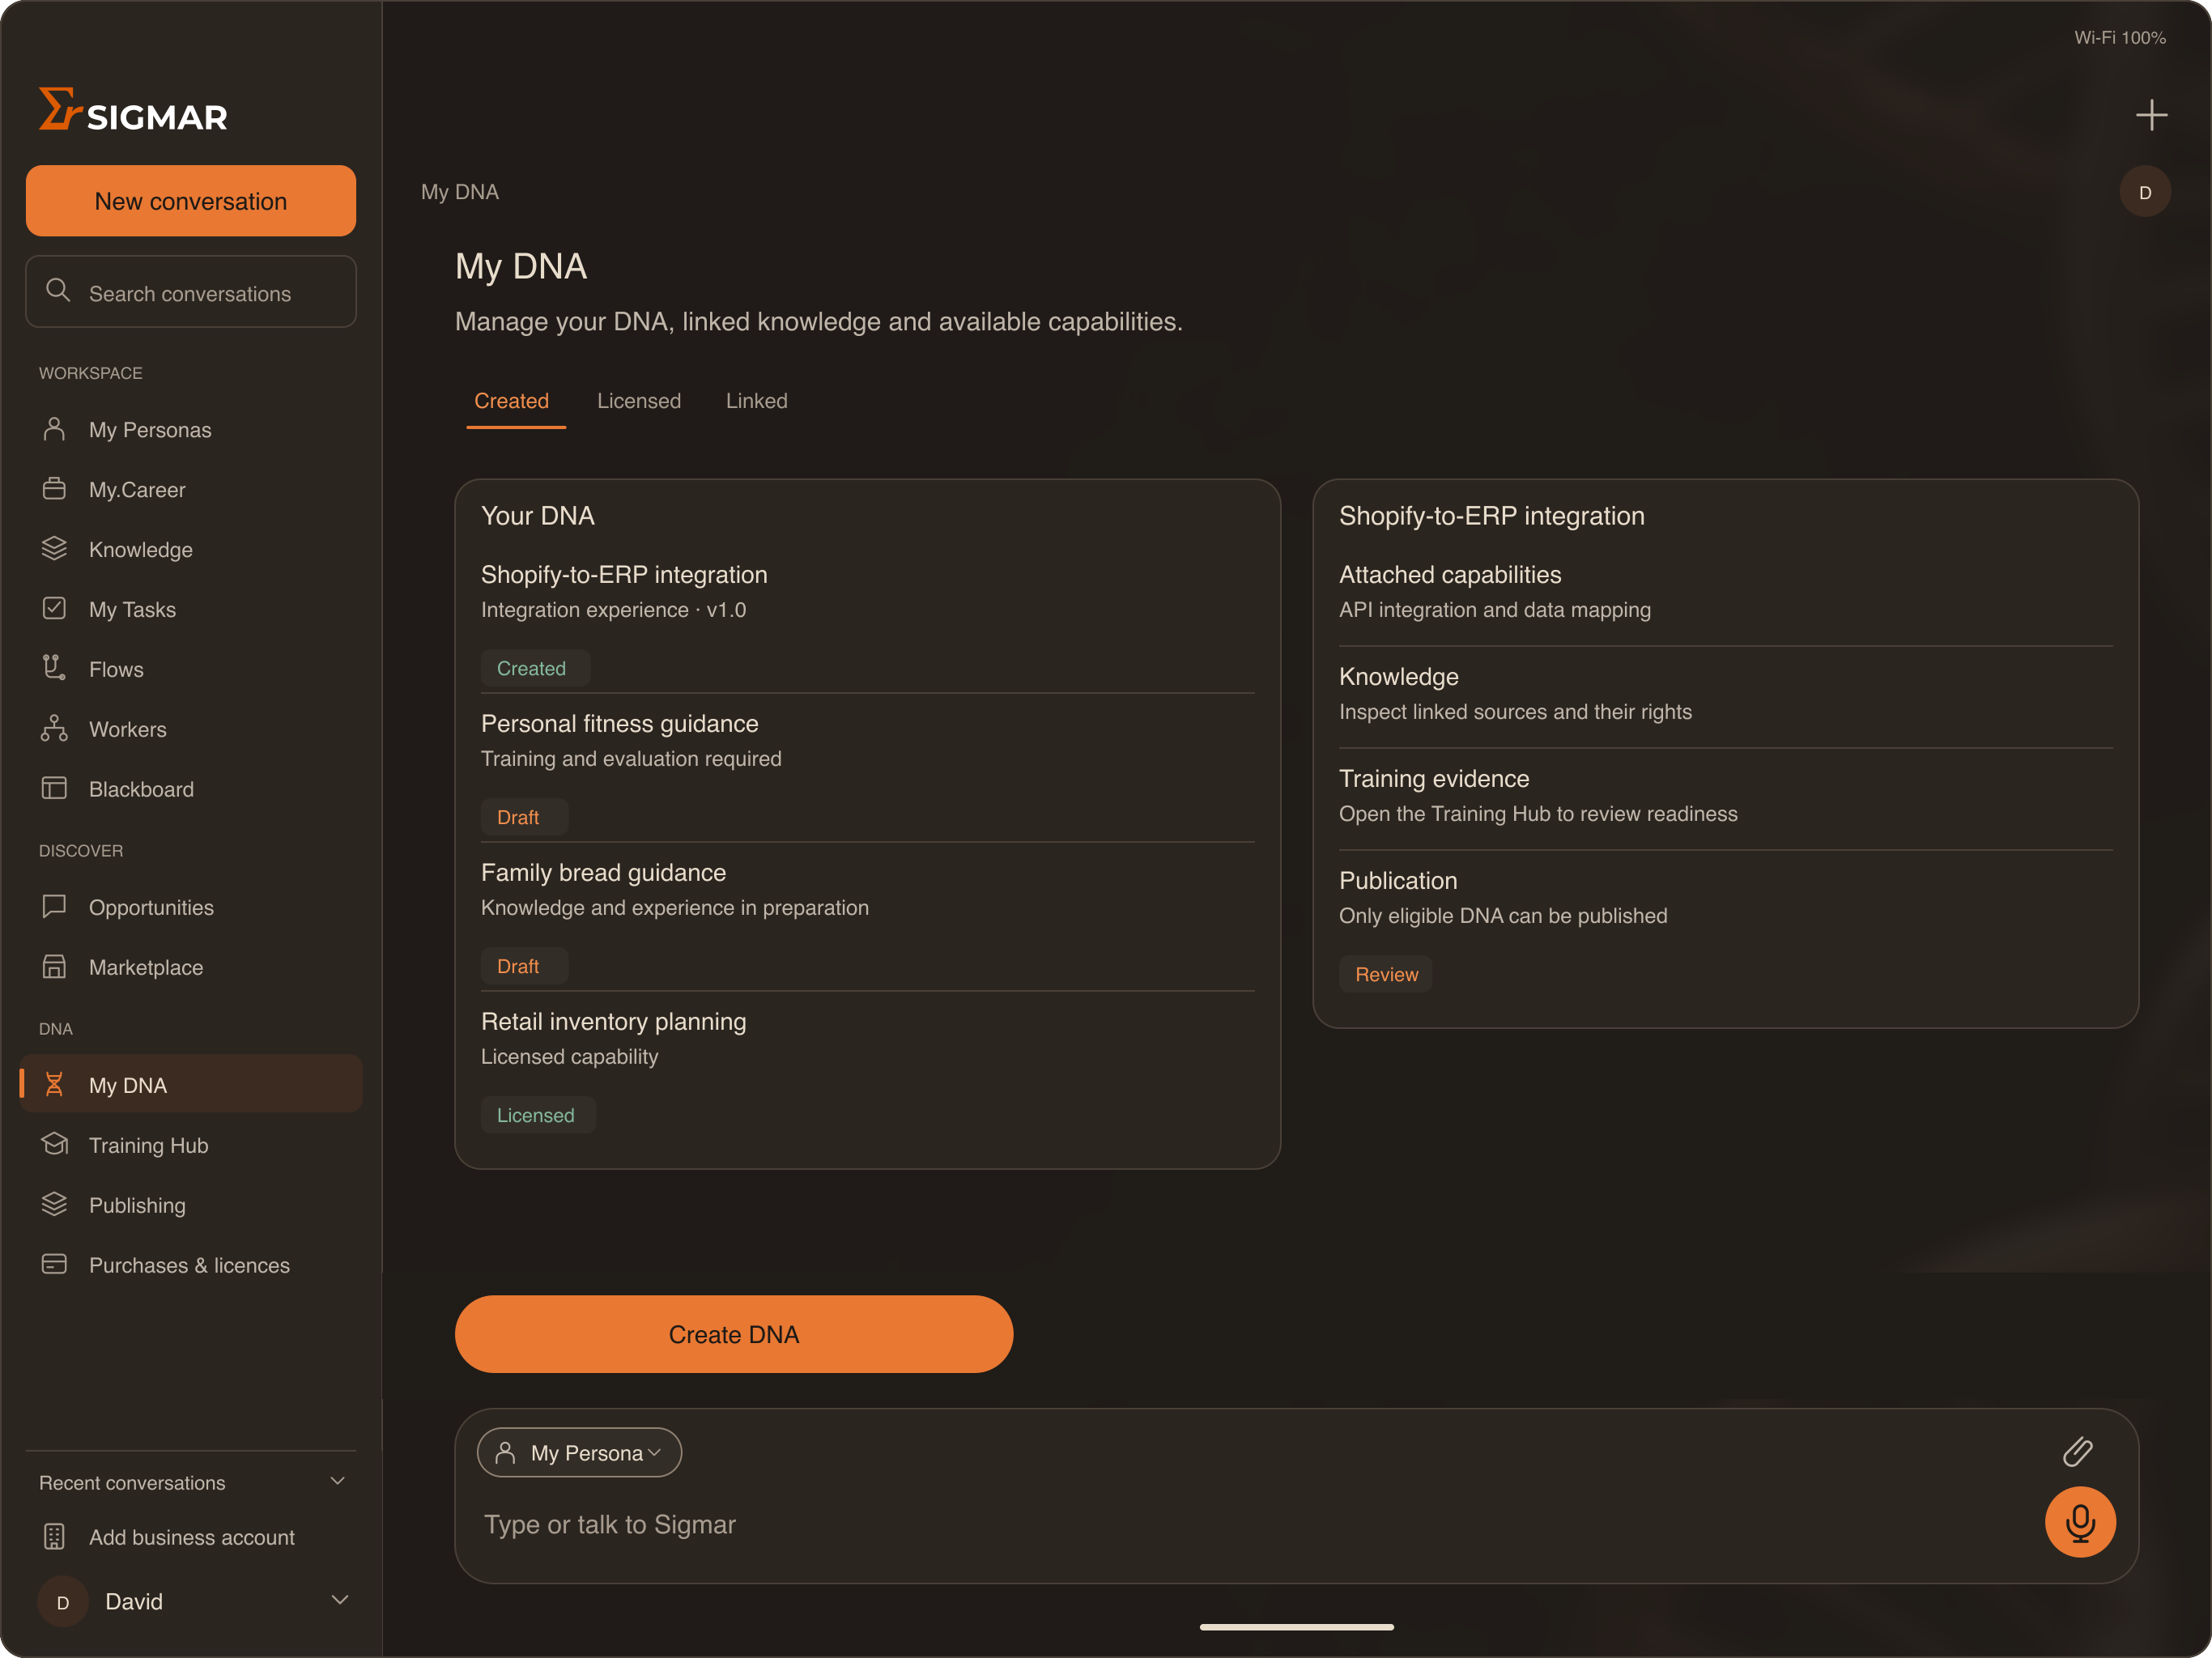 Wi-Fi 100%
Σr SIGMAR
New conversation
Search conversations
WORKSPACE
My Personas
My.Career
Knowledge
My Tasks
Flows
Workers
Blackboard
DISCOVER
Opportunities
Marketplace
DNA
My DNA
Training Hub
Publishing
Purchases & licences
Recent conversations
Add business account
D
David
My DNA
D
My DNA
Manage your DNA, linked knowledge and available capabilities.
Created
Licensed
Linked
Your DNA
Shopify-to-ERP integration
Integration experience · v1.0
Created
Personal fitness guidance
Training and evaluation required
Draft
Family bread guidance
Knowledge and experience in preparation
Draft
Retail inventory planning
Licensed capability
Licensed
Shopify-to-ERP integration
Attached capabilities
API integration and data mapping
Knowledge
Inspect linked sources and their rights
Training evidence
Open the Training Hub to review readiness
Publication
Only eligible DNA can be published
Review
Create DNA
My Persona
Type or talk to Sigmar